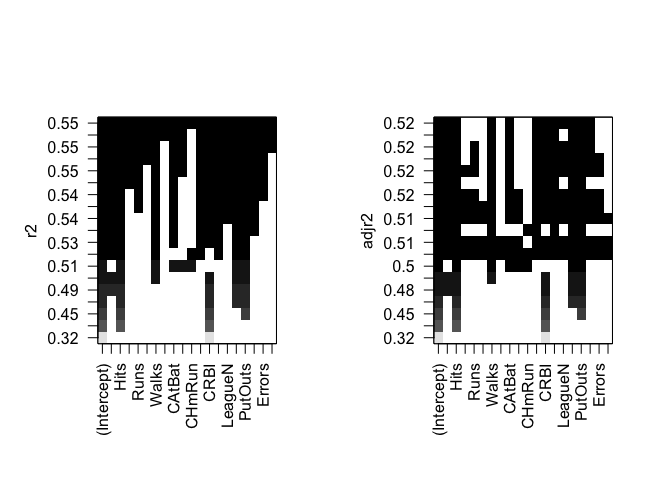 r2
0.55
0.55
0.54
0.54
0.53
0.51
0.49
0.45
0.32
(Intercept)
Hits
Runs
Walks
CAtBat
CHmRun
CRBI
LeagueN
PutOuts
Errors
adjr2
0.52
0.52
0.52
0.52
0.51
0.51
0.5
0.48
0.45
0.32
(Intercept)
Hits
Runs
Walks
CAtBat
CHmRun
CRBI
LeagueN
PutOuts
Errors